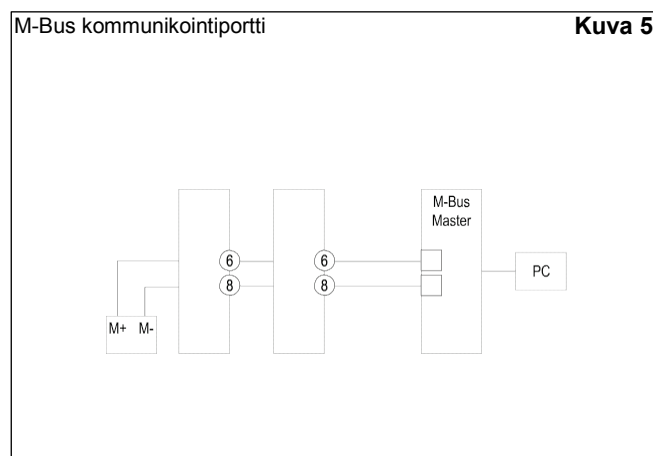 M-Bus kommunikointiportti Kuva 5
M-Bus
Master
6 6
8 8
PC
M+ M-